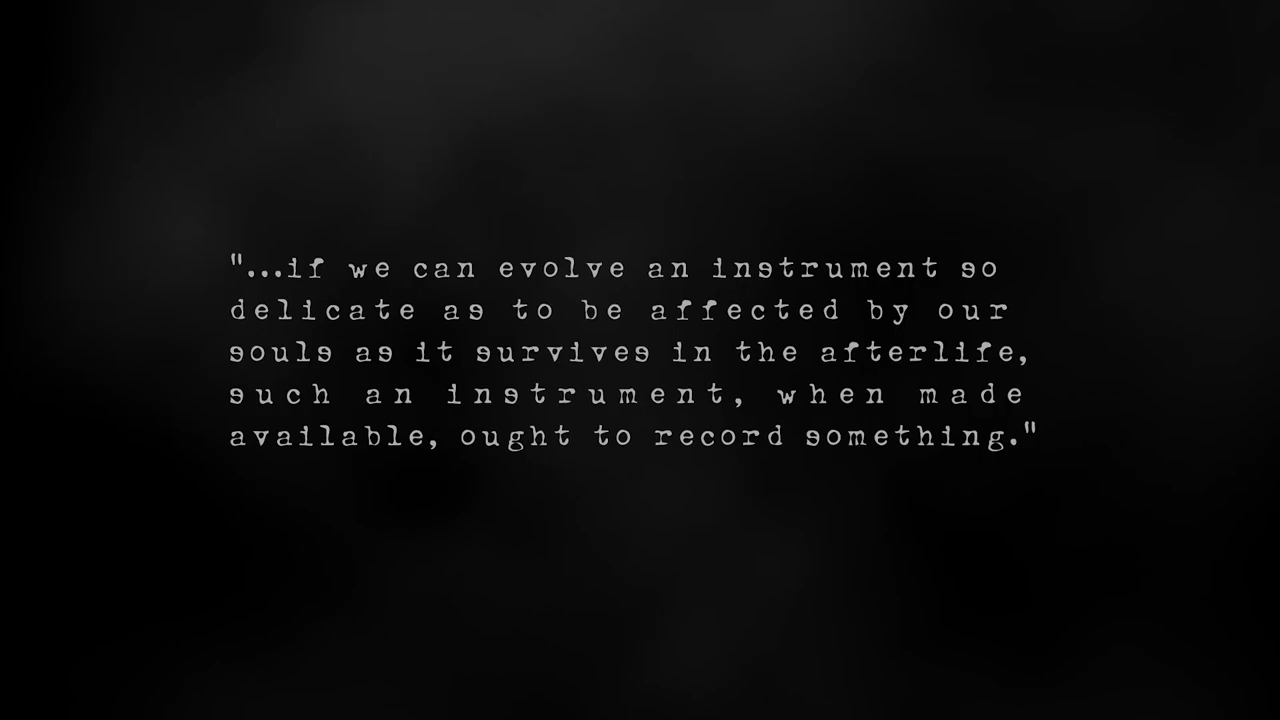 "...if we can evolve an instrument so
delicate as to be affected by our
souls as it survives in the afterlife,
such an instrument, when made
available, ought to record something."